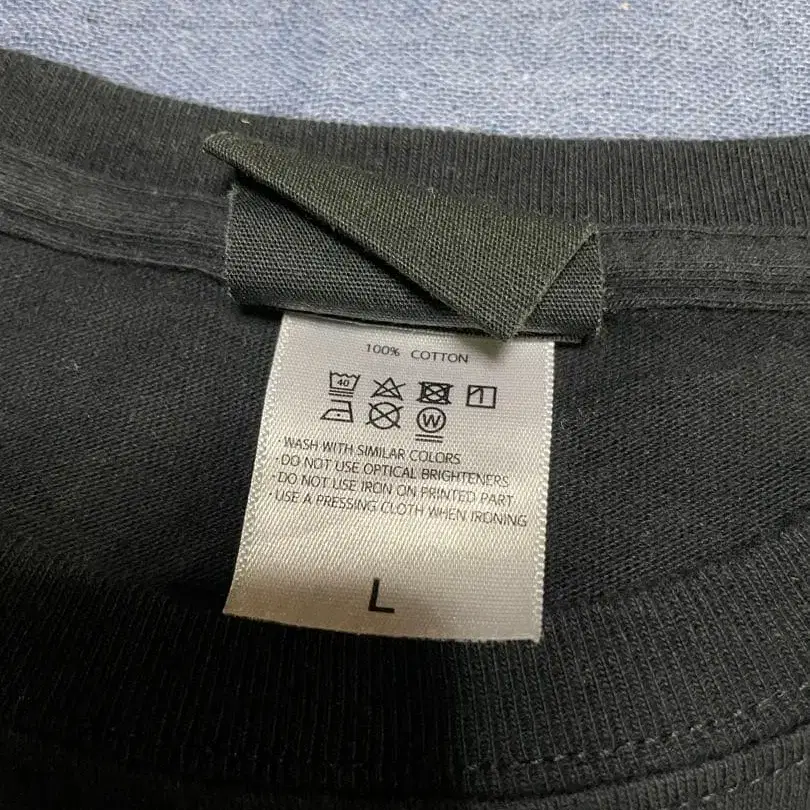 100% COTTON
40
W
·WASH WITH SIMILAR COLORS
·DO NOT USE OPTICAL BRIGHTENERS
·DO NOT USE IRON ON PRINTED PART
·USE A PRESSING CLOTH WHEN IRONING
L